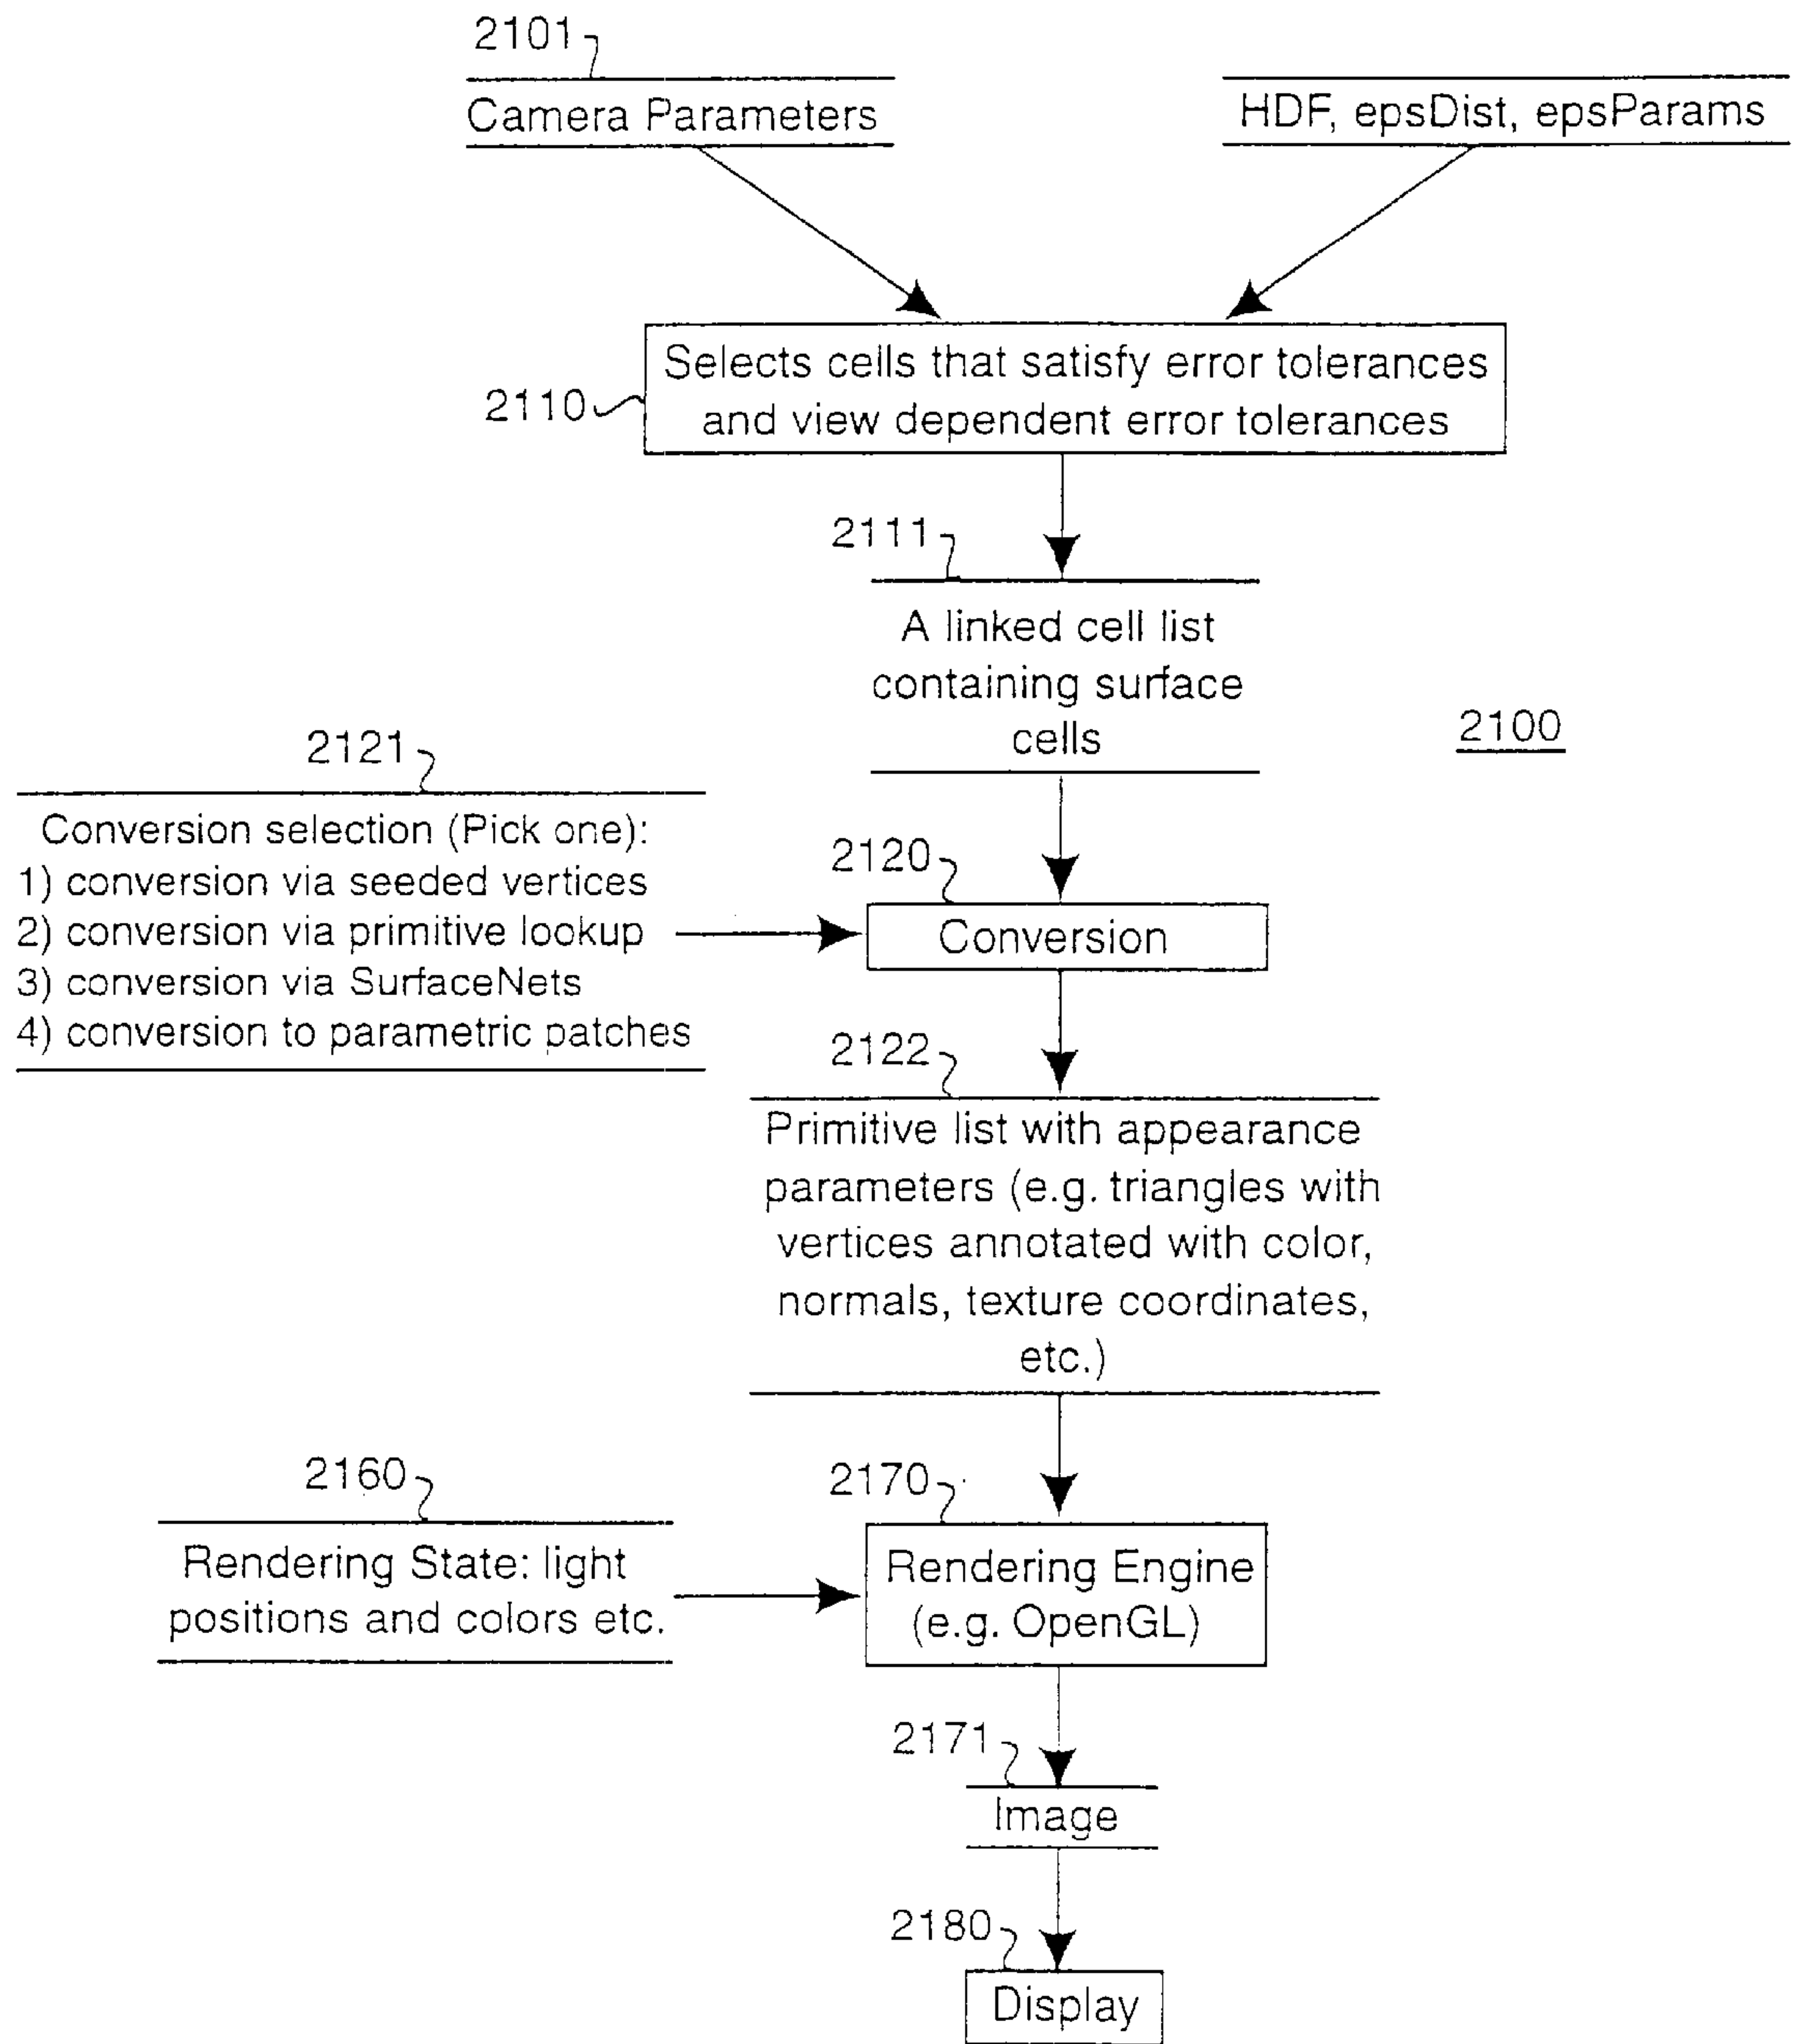 2101
Camera Parameters
HDF, epsDist, epsParams
Selects cells that satisfy error tolerances
and view dependent error tolerances
2110
2111
A linked cell list
containing surface
cells
2100
2121
Conversion selection (Pick one):
1) conversion via seeded vertices
2) conversion via primitive lookup
3) conversion via SurfaceNets
4) conversion to parametric patches
2120
Conversion
2122
Primitive list with appearance
parameters (e.g. triangles with
vertices annotated with color,
normals, texture coordinates,
etc.)
2160
Rendering State: light
positions and colors etc.
2170
Rendering Engine
(e.g. OpenGL)
2171
Image
2180
Display